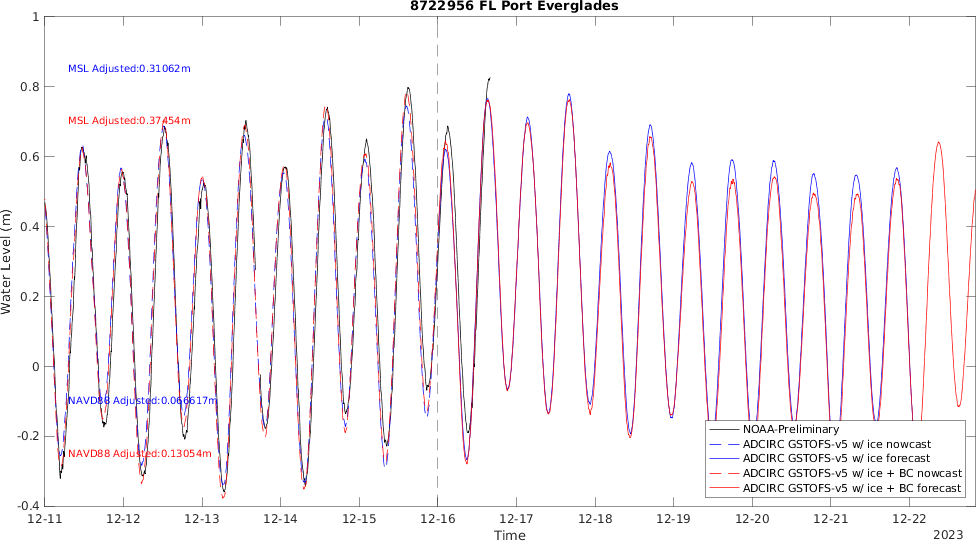 8722956 FL Port Everglades
1
0.8
0.6
0.4
0.2
0
-0.2
-0.4
Water Level (m)
MSL Adjusted:0.31062m
MSL Adjusted:0.37454m
NAVD88 Adjusted:0.066617m
NAVD88 Adjusted:0.13054m
NOAA-Preliminary
ADCIRC GSTOFS-v5 w/ ice nowcast
ADCIRC GSTOFS-v5 w/ ice forecast
ADCIRC GSTOFS-v5 w/ ice + BC nowcast
ADCIRC GSTOFS-v5 w/ ice + BC forecast
12-11 12-12 12-13 12-14 12-15 12-16 12-17 12-18 12-19 12-20 12-21 12-22
Time
2023